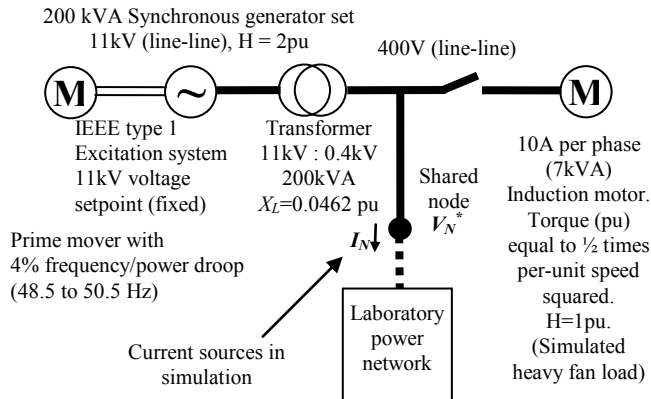 200 kVA Synchronous generator set
11kV (line-line), H = 2pu
400V (line-line)
M
~
M
IEEE type 1
Excitation system
11kV voltage
setpoint (fixed)
Transformer
11kV : 0.4kV
200kVA
X_L=0.0462 pu
Shared
node
V_N^*
I_N
10A per phase
(7kVA)
Induction motor.
Torque (pu)
equal to ½ times
per-unit speed
squared.
H=1pu.
(Simulated
heavy fan load)
Prime mover with
4% frequency/power droop
(48.5 to 50.5 Hz)
Current sources in
simulation
Laboratory
power
network